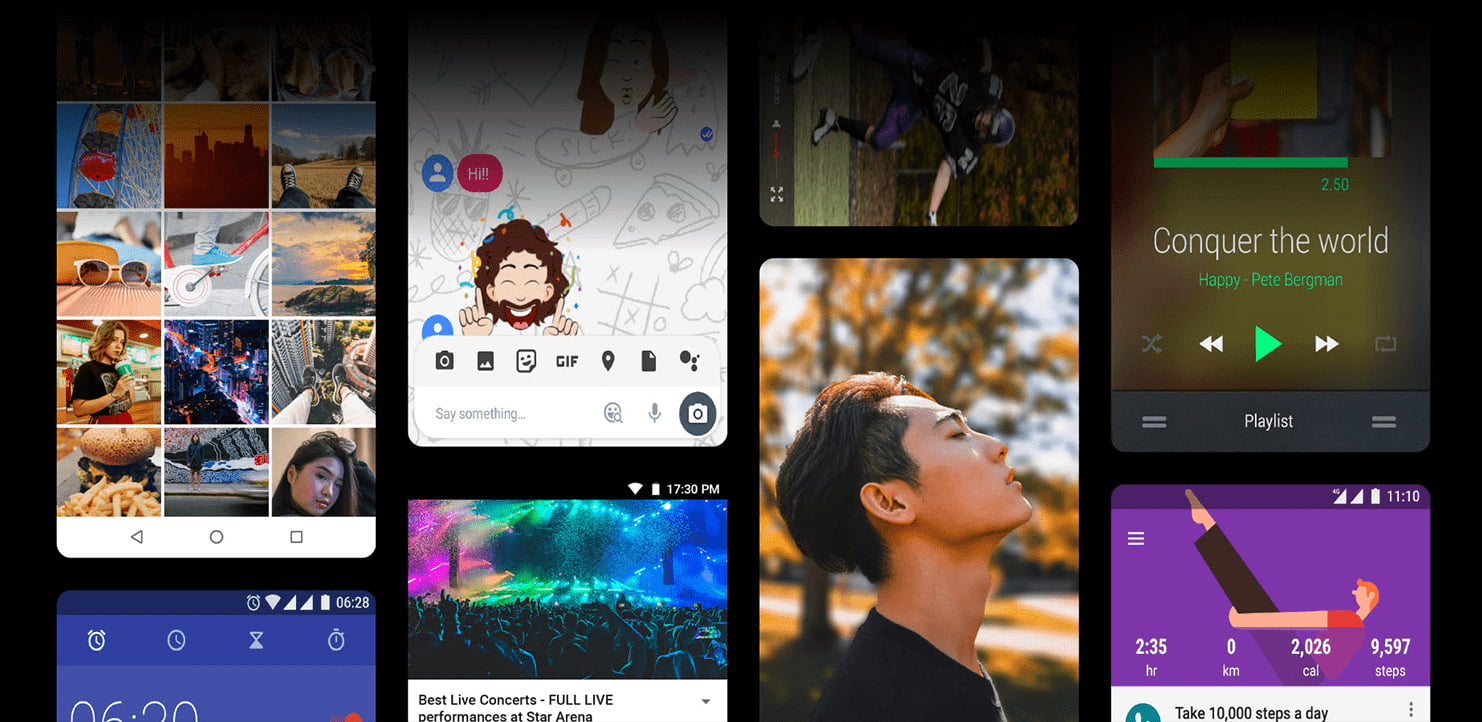 SICK
Hi!!
GIF
Say something...
17:30 PM
Best Live Concerts - FULL LIVE
performances at Star Arena
06:28
06:20
2.50
Conquer the world
Happy - Pete Bergman
Playlist
4G
11:10
2:35
0
2,026
9,597
hr
km
cal
steps
Take 10,000 steps a day